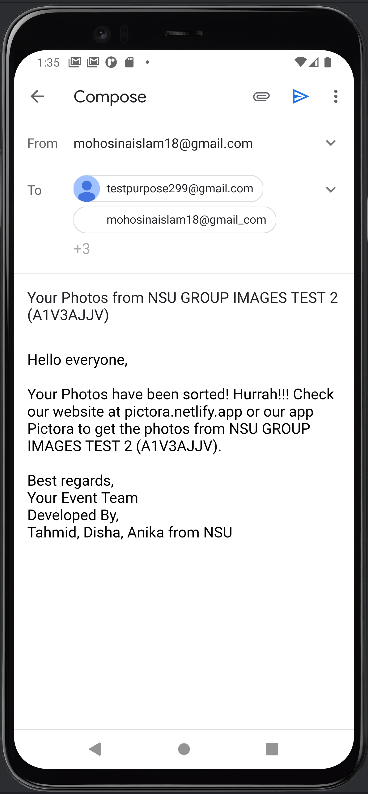 1:35
Compose
From mohosinaislam18@gmail.com
To testpurpose299@gmail.com
mohosinaislam18@gmail_com
+3
Your Photos from NSU GROUP IMAGES TEST 2
(A1V3AJJV)
Hello everyone,
Your Photos have been sorted! Hurrah!!! Check
our website at pictora.netlify.app or our app
Pictora to get the photos from NSU GROUP
IMAGES TEST 2 (A1V3AJJV).
Best regards,
Your Event Team
Developed By,
Tahmid, Disha, Anika from NSU